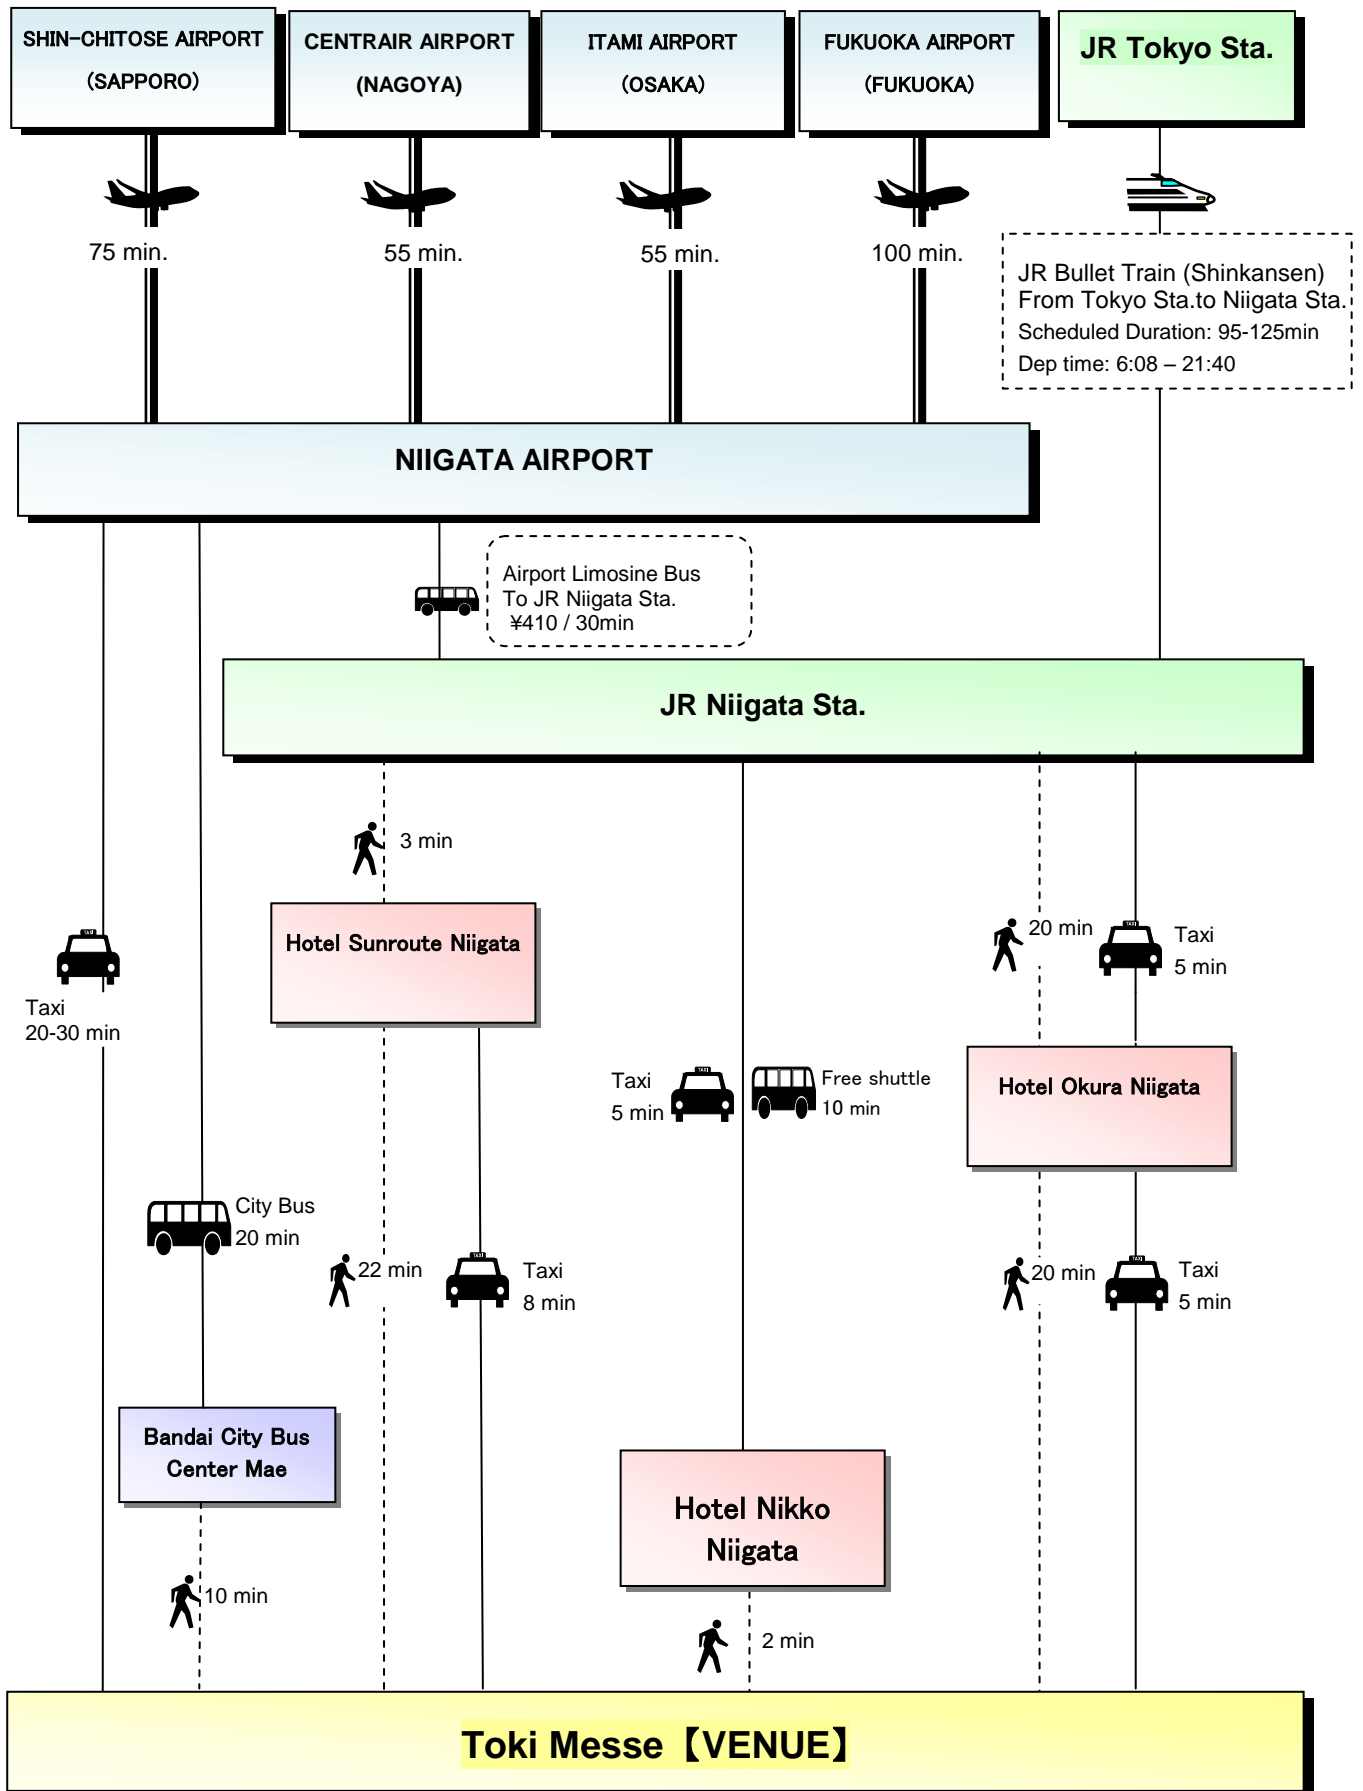 SHIN-CHITOSE AIRPORT
(SAPPORO)
CENTRAIR AIRPORT
(NAGOYA)
ITAMI AIRPORT
(OSAKA)
FUKUOKA AIRPORT
(FUKUOKA)
JR Tokyo Sta.
75 min.
55 min.
55 min.
100 min.
JR Bullet Train (Shinkansen)
From Tokyo Sta.to Niigata Sta.
Scheduled Duration: 95-125min
Dep time: 6:08 – 21:40
NIIGATA AIRPORT
Airport Limosine Bus
To JR Niigata Sta.
¥410 / 30min
JR Niigata Sta.
3 min
Hotel Sunroute Niigata
20 min
TAXI
Taxi
5 min
TAXI
Taxi
20-30 min
Hotel Okura Niigata
Taxi
5 min
TAXI
Free shuttle
10 min
City Bus
20 min
22 min
TAXI
Taxi
8 min
20 min
TAXI
Taxi
5 min
Bandai City Bus
Center Mae
Hotel Nikko
Niigata
10 min
2 min
Toki Messe【VENUE】